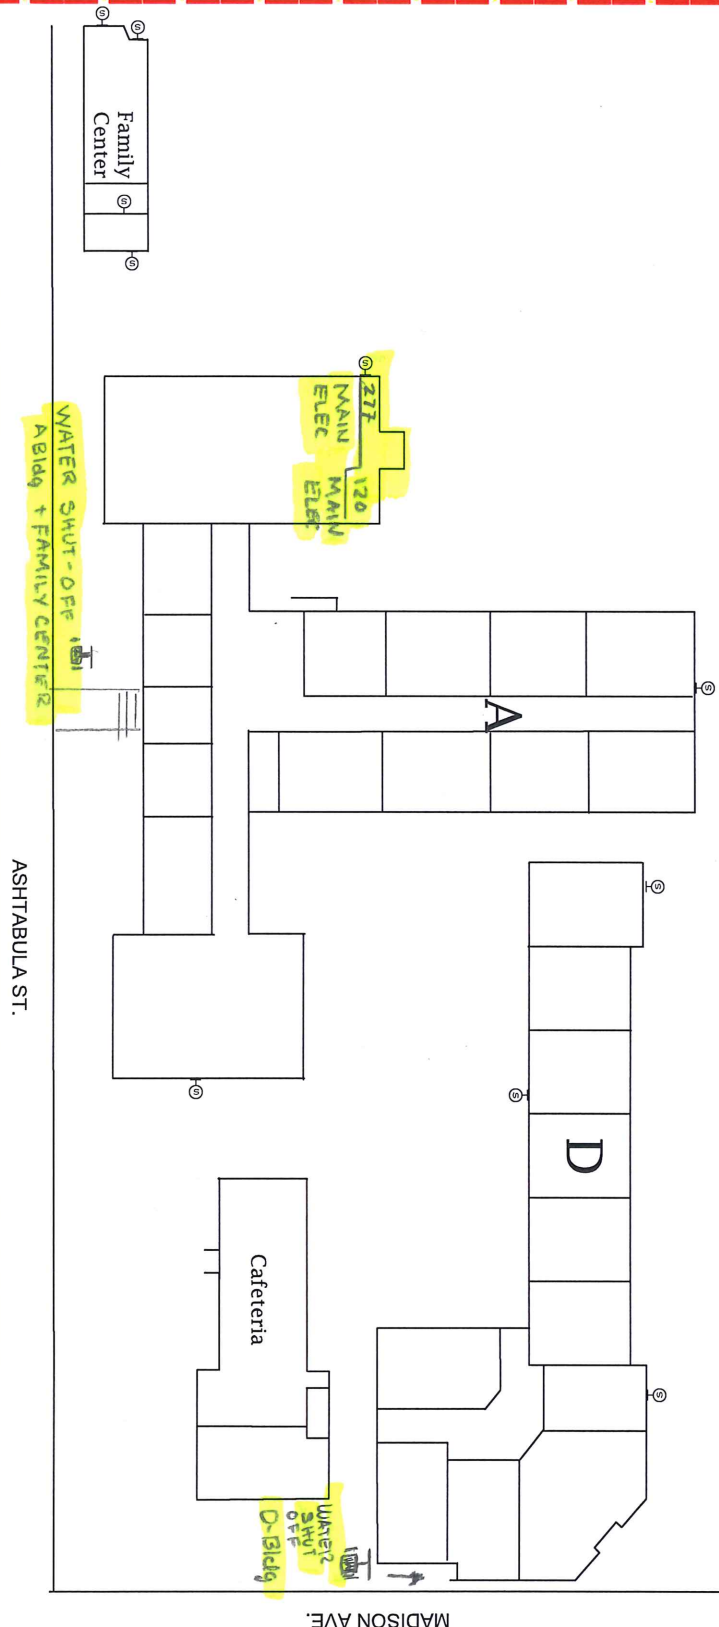 Family
Center
277
MAIN
ELEC
120
MAIN
ELEC
WATER SHUT-OFF
A Bldg + FAMILY CENTER
A
D
Cafeteria
WATER
SHUT
OFF
D-Bldg
ASHTABULA ST.
MADISON AVE.
S
S
S
S
S
S
S
S
S
S